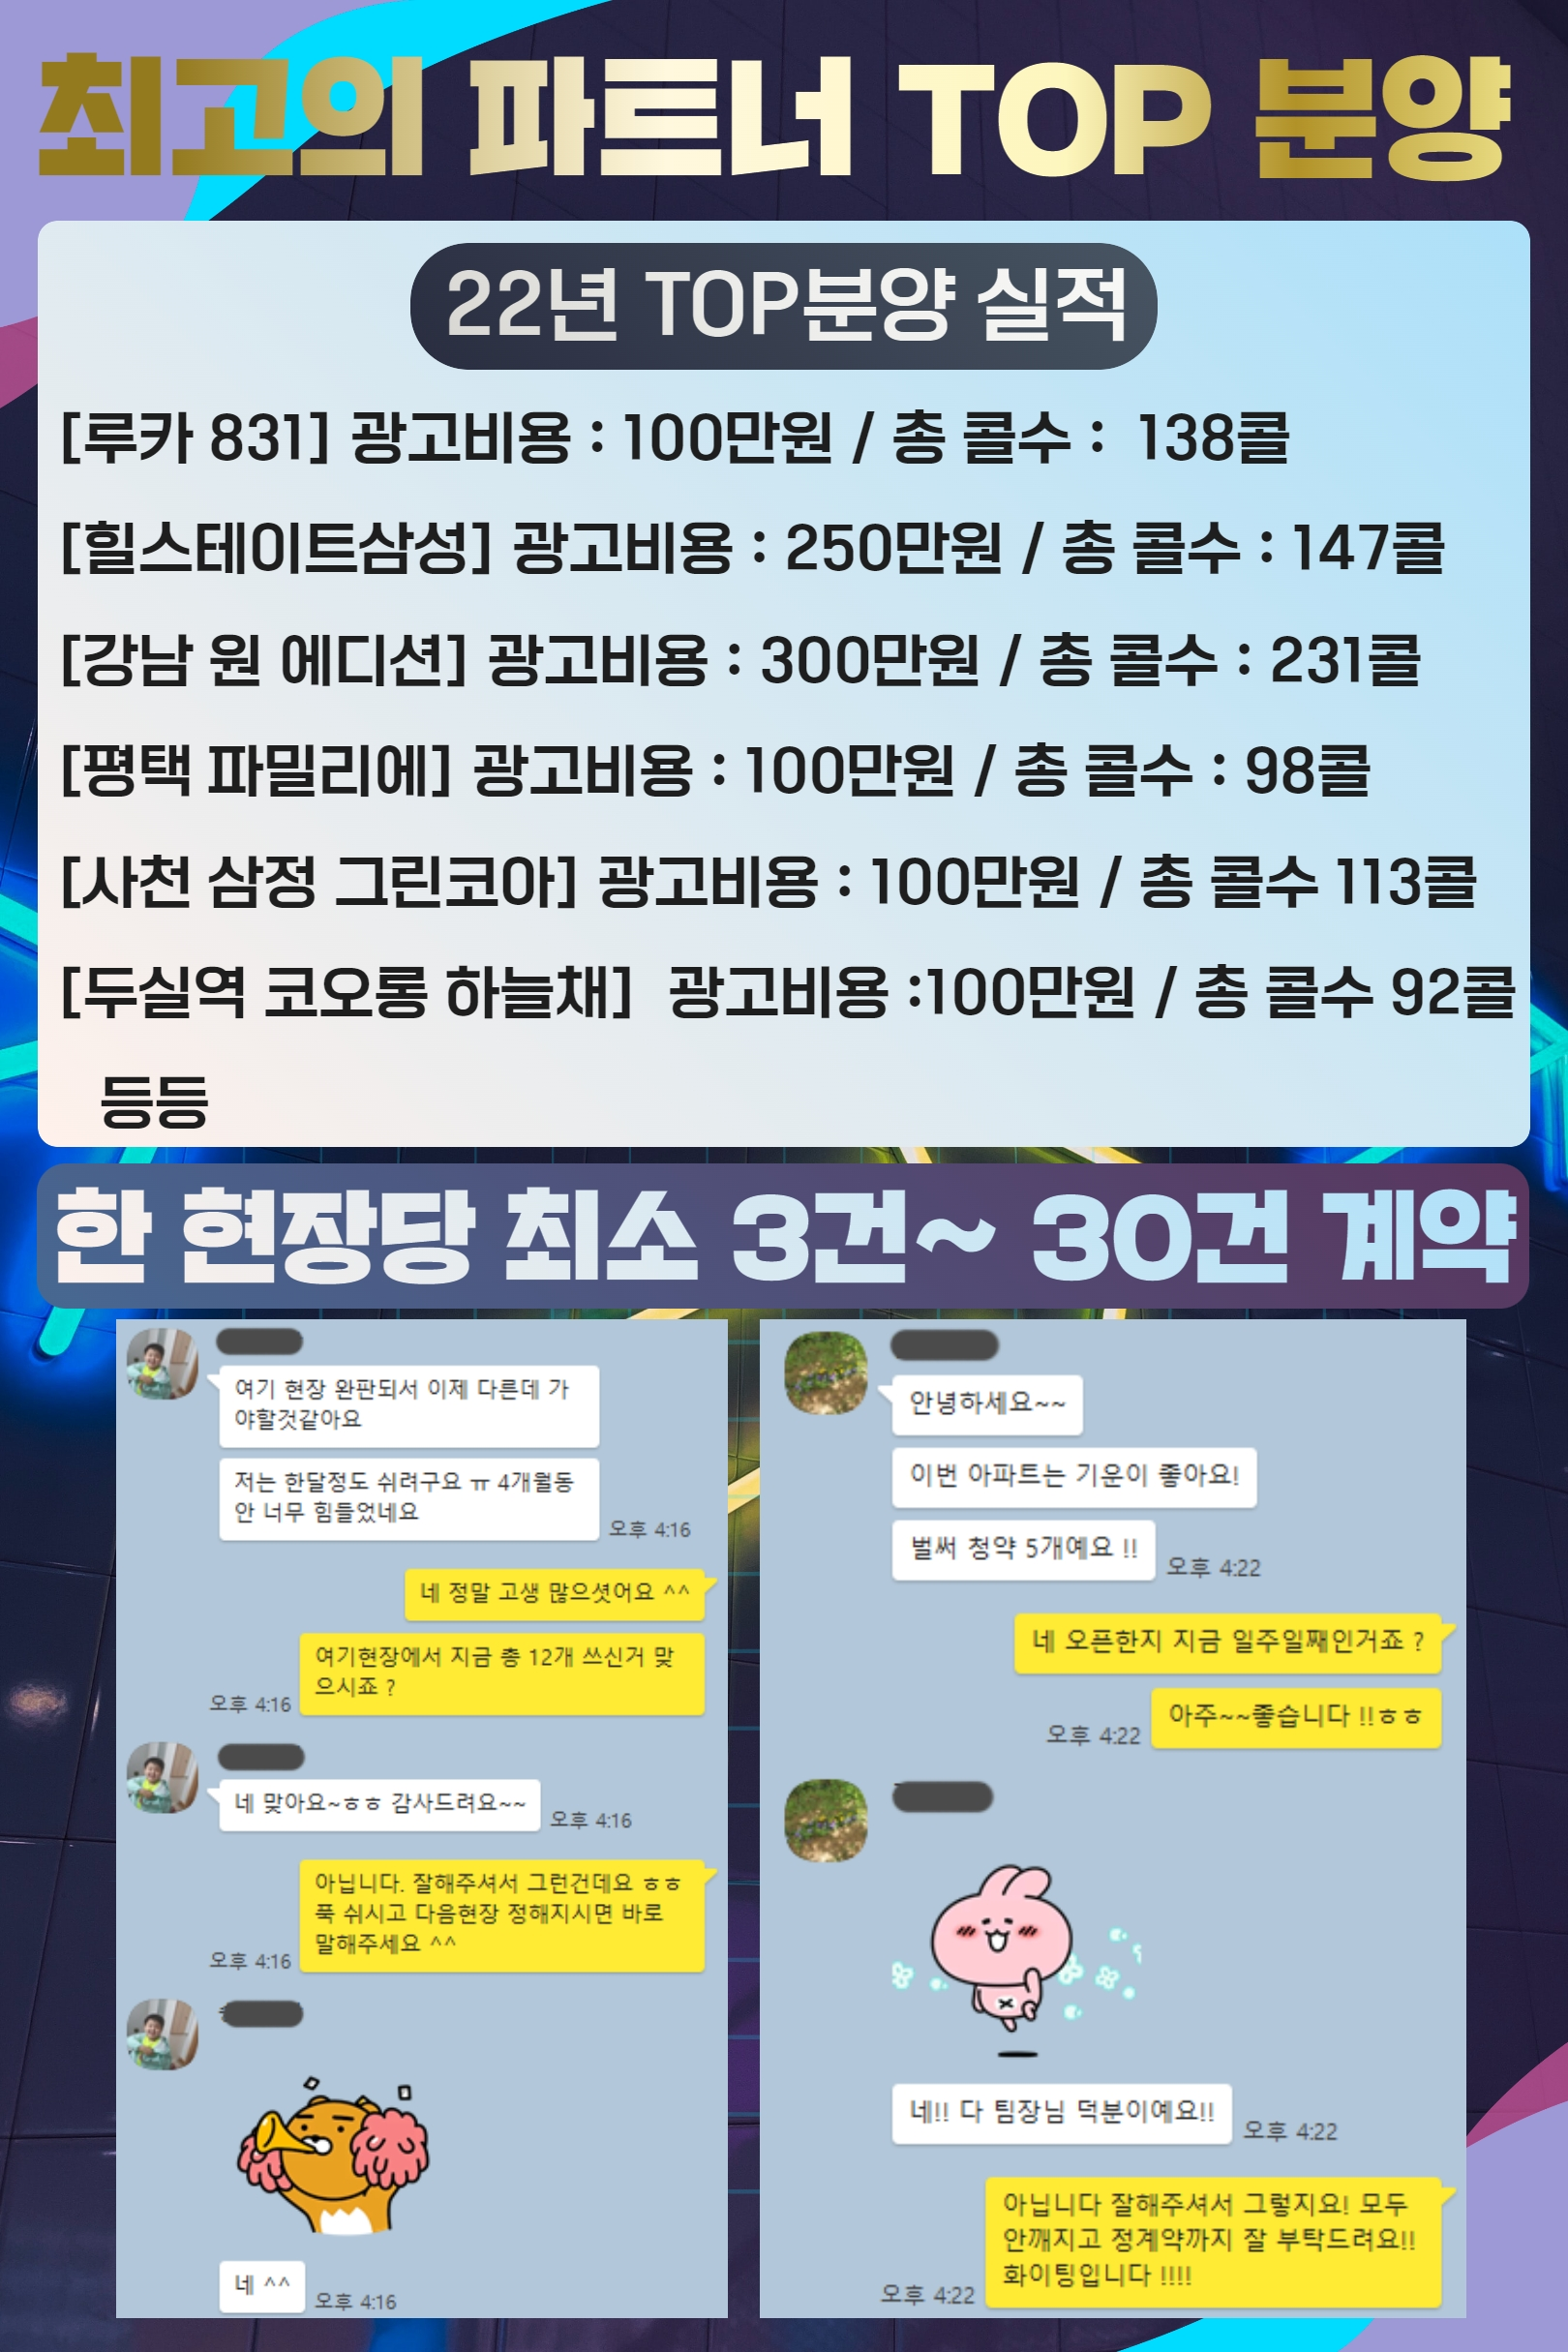 최고의 파트너 TOP 분양
22년 TOP분양 실적
[루카 831] 광고비용 : 100만원 / 총 콜수 : 138콜
[힐스테이트삼성] 광고비용 : 250만원 / 총 콜수 : 147콜
[강남 원 에디션] 광고비용 : 300만원 / 총 콜수 : 231콜
[평택 파밀리에] 광고비용 : 100만원 / 총 콜수 : 98콜
[사천 삼정 그린코아] 광고비용 : 100만원 / 총 콜수 113콜
[두실역 코오롱 하늘채] 광고비용 :100만원 / 총 콜수 92콜
등등
한 현장당 최소 3건~ 30건 계약
여기 현장 완판되서 이제 다른데 가
야할것같아요
저는 한달정도 쉬려구요 ㅠ 4개월동
안 너무 힘들었네요
오후 4:16
네 정말 고생 많으셧어요 ^^
여기현장에서 지금 총 12개 쓰신거 맞
으시죠 ?
오후 4:16
네 맞아요~ㅎㅎ 감사드려요~~
오후 4:16
아닙니다. 잘해주셔서 그런건데요 ㅎㅎ
푹 쉬시고 다음현장 정해지시면 바로
말해주세요 ^^
오후 4:16
네 ^^
오후 4:16
안녕하세요~~
이번 아파트는 기운이 좋아요!
벌써 청약 5개예요 !!
오후 4:22
네 오픈한지 지금 일주일째인거죠 ?
아주~~좋습니다 !!ㅎㅎ
오후 4:22
네!! 다 팀장님 덕분이예요!!
오후 4:22
아닙니다 잘해주셔서 그렇지요! 모두
안깨지고 정계약까지 잘 부탁드려요!!
화이팅입니다 !!!!
오후 4:22